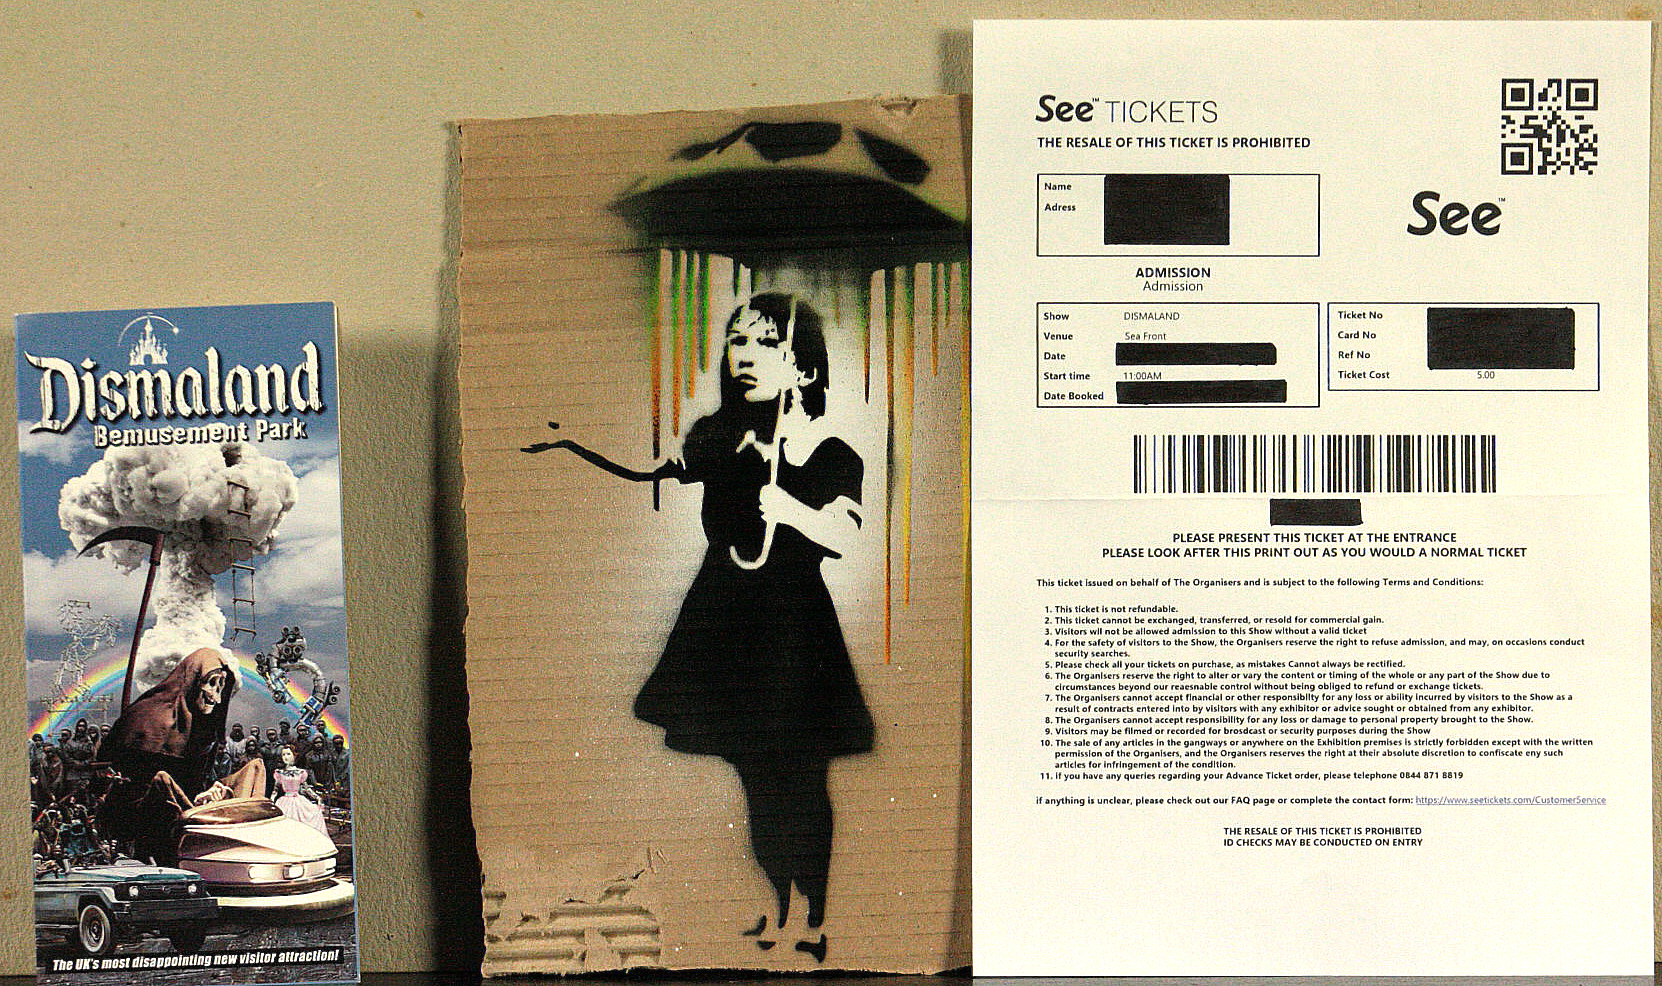 Dismaland
Bemusement Park
The UK's most disappointing new visitor attraction!
See™ TICKETS
THE RESALE OF THIS TICKET IS PROHIBITED
Name
Adress
See™
ADMISSION
Admission
Show DISMALAND
Venue Sea Front
Date
Start time 11:00AM
Date Booked
Ticket No
Card No
Ref No
Ticket Cost 5.00
PLEASE PRESENT THIS TICKET AT THE ENTRANCE
PLEASE LOOK AFTER THIS PRINT OUT AS YOU WOULD A NORMAL TICKET
This ticket issued on behalf of The Organisers and is subject to the following Terms and Conditions:
1. This ticket is not refundable.
2. This ticket cannot be exchanged, transferred, or resold for commercial gain.
3. Visitors wil not be allowed admission to this Show without a valid ticket
4. For the safety of visitors to the Show, the Organisers reserve the right to refuse admission, and may, on occasions conduct
security searches.
5. Please check all your tickets on purchase, as mistakes Cannot always be rectified.
6. The Organisers reserve the right to alter or vary the content or timing of the whole or any part of the Show due to
circumstances beyond our reaesnable control without being obliged to refund or exchange tickets.
7. The Organisers cannot accept financial or other responsibilty for any loss or ability incurred by visitors to the Show as a
result of contracts entered into by visitors with any exhibitor or advice sought or obtained from any exhibitor.
8. The Organisers cannot accept responsibility for any loss or damage to personal property brought to the Show.
9. Visitors may be filmed or recorded for brosdcast or security purposes during the Show
10. The sale of any articles in the gangways or anywhere on the Exhibition premises is strictly forbidden except with the written
permission of the Organisers, and the Organisers reserves the right at their absolute discretion to confiscate eny such
articles for infringement of the condition.
11. if you have any queries regarding your Advance Ticket order, please telephone 0844 871 8819
if anything is unclear, please check out our FAQ page or complete the contact form: https://www.seetickets.com/CustomerService
THE RESALE OF THIS TICKET IS PROHIBITED
ID CHECKS MAY BE CONDUCTED ON ENTRY